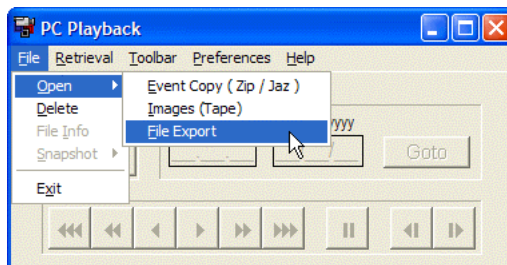 PC Playback
File Retrieval Toolbar Preferences Help
Open
Delete
File Info
Snapshot
Exit
Event Copy ( Zip / Jaz )
Images (Tape)
File Export
yyyy
Goto